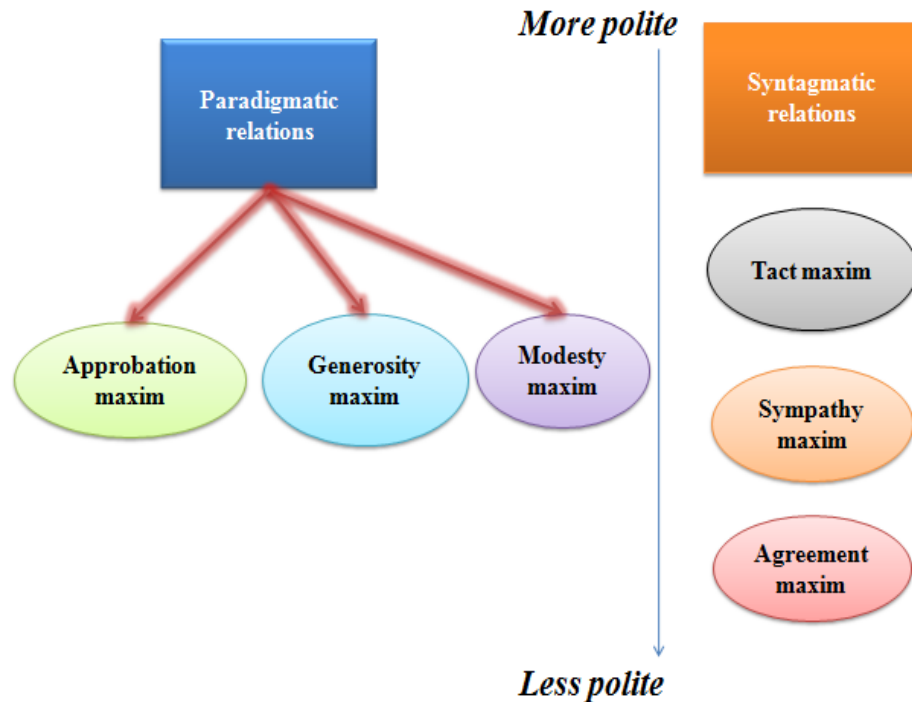 More polite
Paradigmatic
relations
Syntagmatic
relations
Tact maxim
Approbation
maxim
Generosity
maxim
Modesty
maxim
Sympathy
maxim
Agreement
maxim
Less polite